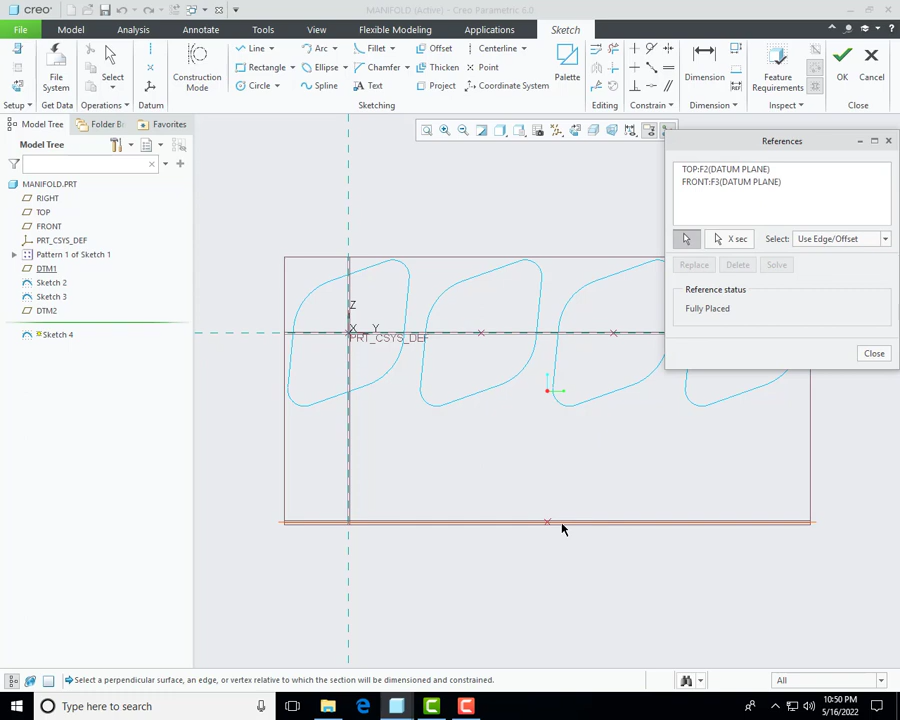 creo
MANIFOLD (Active) - Creo Parametric 6.0
File
Model
Analysis
Annotate
Tools
View
Flexible Modeling
Applications
Sketch
File System
Select
Construction Mode
Line
Arc
Fillet
Offset
Centerline
Rectangle
Ellipse
Chamfer
Thicken
Point
Circle
Spline
Text
Project
Coordinate System
Palette
Dimension
Feature Requirements
OK
Cancel
Setup
Get Data
Operations
Datum
Sketching
Editing
Constrain
Dimension
Inspect
Close
Model Tree
Folder Br
Favorites
Model Tree
MANIFOLD.PRT
RIGHT
TOP
FRONT
PRT_CSYS_DEF
Pattern 1 of Sketch 1
DTM1
Sketch 2
Sketch 3
DTM2
Sketch 4
Z
X
Y
PRT_CSYS_DEF
References
TOP:F2(DATUM PLANE)
FRONT:F3(DATUM PLANE)
X sec
Select:
Use Edge/Offset
Replace
Delete
Solve
Reference status
Fully Placed
Close
Select a perpendicular surface, an edge, or vertex relative to which the section will be dimensioned and constrained.
All
Type here to search
10:50 PM
5/16/2022